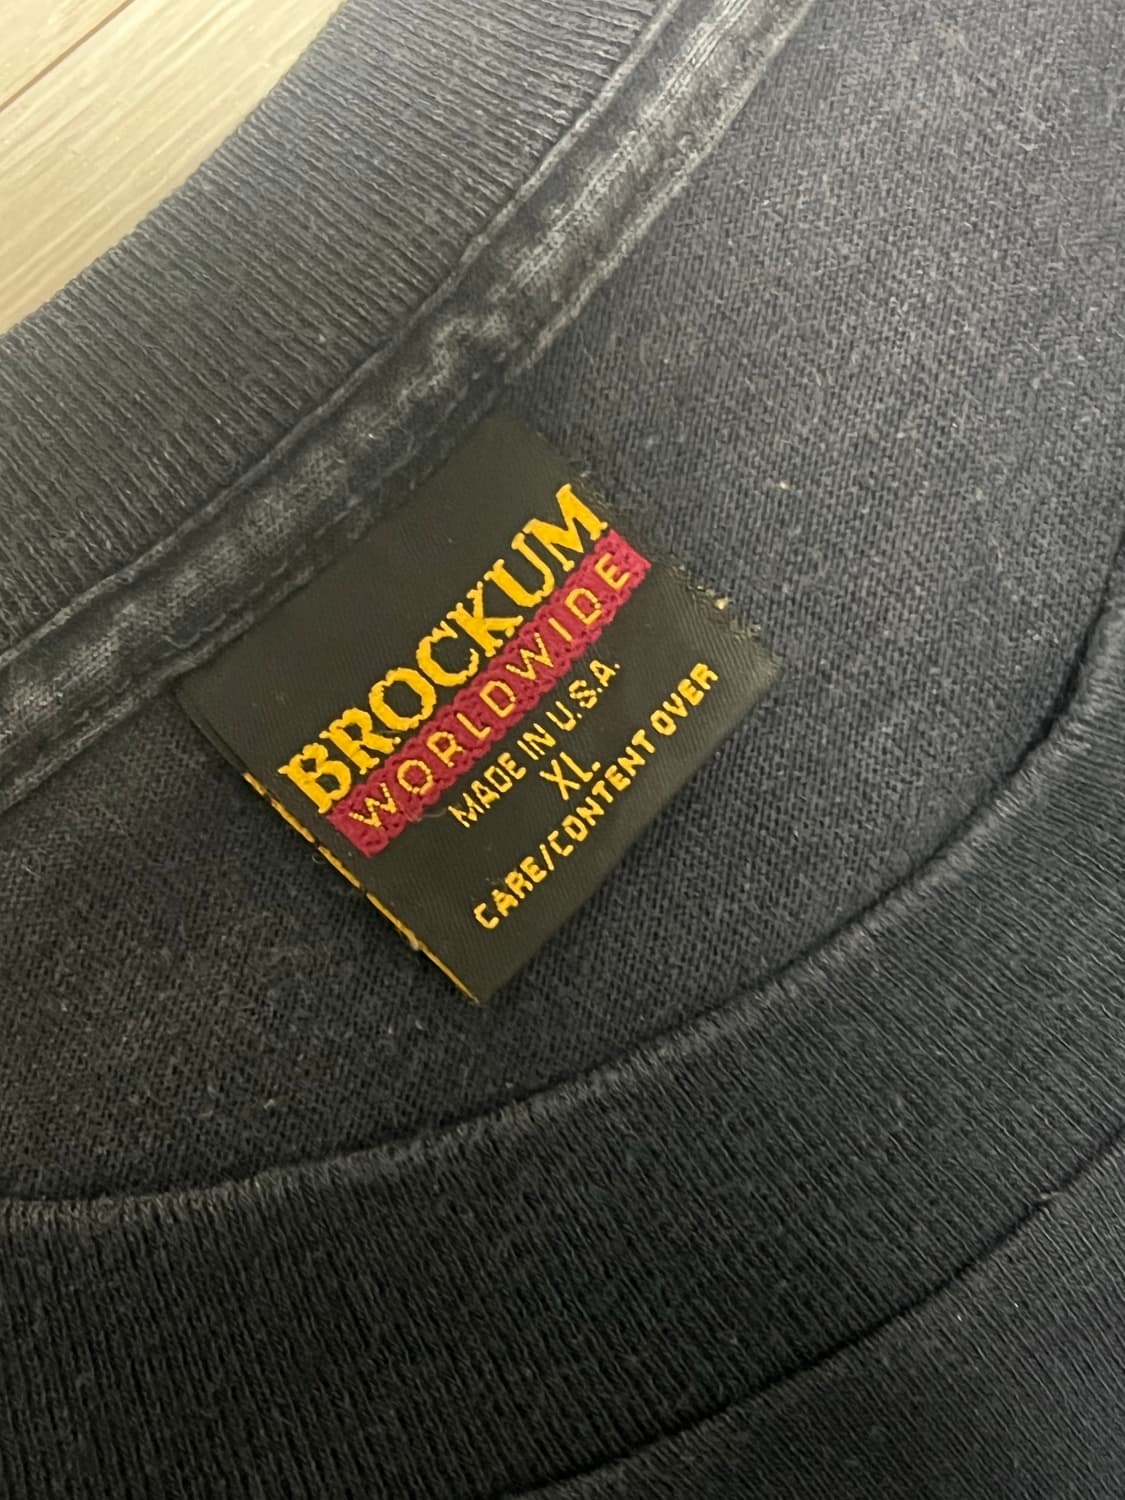 BROCKUM
WORLDWIDE
MADE IN U.S.A.
XL
CARE/CONTENT OVER